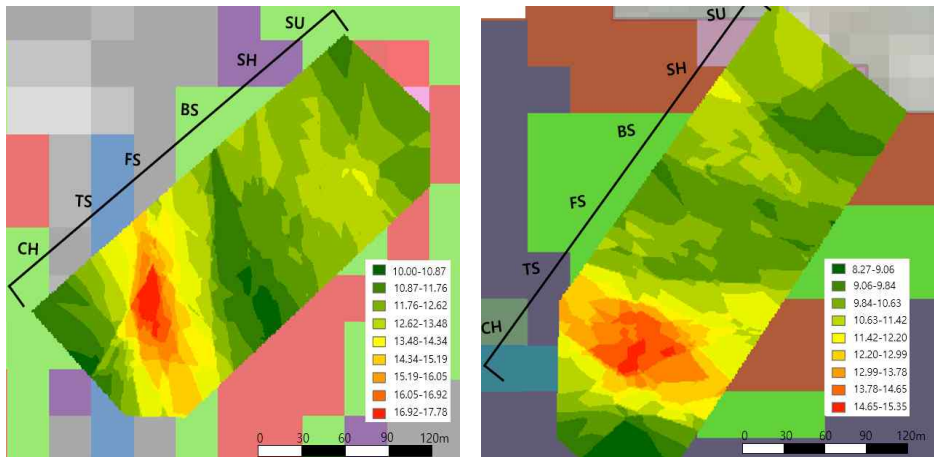 SU
SH
BS
FS
TS
CH
10.00-10.87
10.87-11.76
11.76-12.62
12.62-13.48
13.48-14.34
14.34-15.19
15.19-16.05
16.05-16.92
16.92-17.78
0 30 60 90 120m
SU
SH
BS
FS
TS
CH
8.27-9.06
9.06-9.84
9.84-10.63
10.63-11.42
11.42-12.20
12.20-12.99
12.99-13.78
13.78-14.65
14.65-15.35
0 30 60 90 120m